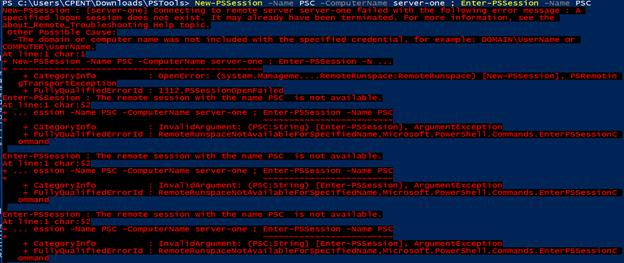 PS C:\Users\CPENT\Downloads\PSTools> New-PSSession -Name PSC -ComputerName server-one ; Enter-PSSession -Name PSC
New-PSSession : [server-one] Connecting to remote server server-one failed with the following error message : A
specified logon session does not exist. It may already have been terminated. For more information, see the
about_Remote_Troubleshooting Help topic.
Other Possible Cause:
-The domain or computer name was not included with the specified credential, for example: DOMAIN\UserName or
COMPUTER\UserName.
At line:1 char:1
+ New-PSSession -Name PSC -ComputerName server-one ; Enter-PSSession -N ...
+ ~~~~~~~~~~~~~~~~~~~~~~~~~~~~~~~~~~~~~~~~~~~~~~~~
+ CategoryInfo : OpenError: (System.Manageme....RemoteRunspace:RemoteRunspace) [New-PSSession], PSRemotin
gTransportException
+ FullyQualifiedErrorId : 1312,PSSessionOpenFailed
Enter-PSSession : The remote session with the name PSC is not available.
At line:1 char:52
+ ... ession -Name PSC -ComputerName server-one ; Enter-PSSession -Name PSC
+ ~~~~~~~~~~~~~~~~~~~~~~~~~
+ CategoryInfo : InvalidArgument: (PSC:String) [Enter-PSSession], ArgumentException
+ FullyQualifiedErrorId : RemoteRunspaceNotAvailableForSpecifiedName,Microsoft.PowerShell.Commands.EnterPSSessionC
ommand
Enter-PSSession : The remote session with the name PSC is not available.
At line:1 char:52
+ ... ession -Name PSC -ComputerName server-one ; Enter-PSSession -Name PSC
+ ~~~~~~~~~~~~~~~~~~~~~~~~~
+ CategoryInfo : InvalidArgument: (PSC:String) [Enter-PSSession], ArgumentException
+ FullyQualifiedErrorId : RemoteRunspaceNotAvailableForSpecifiedName,Microsoft.PowerShell.Commands.EnterPSSessionC
ommand
Enter-PSSession : The remote session with the name PSC is not available.
At line:1 char:52
+ ... ession -Name PSC -ComputerName server-one ; Enter-PSSession -Name PSC
+ ~~~~~~~~~~~~~~~~~~~~~~~~~
+ CategoryInfo : InvalidArgument: (PSC:String) [Enter-PSSession], ArgumentException
+ FullyQualifiedErrorId : RemoteRunspaceNotAvailableForSpecifiedName,Microsoft.PowerShell.Commands.EnterPSSessionC
ommand